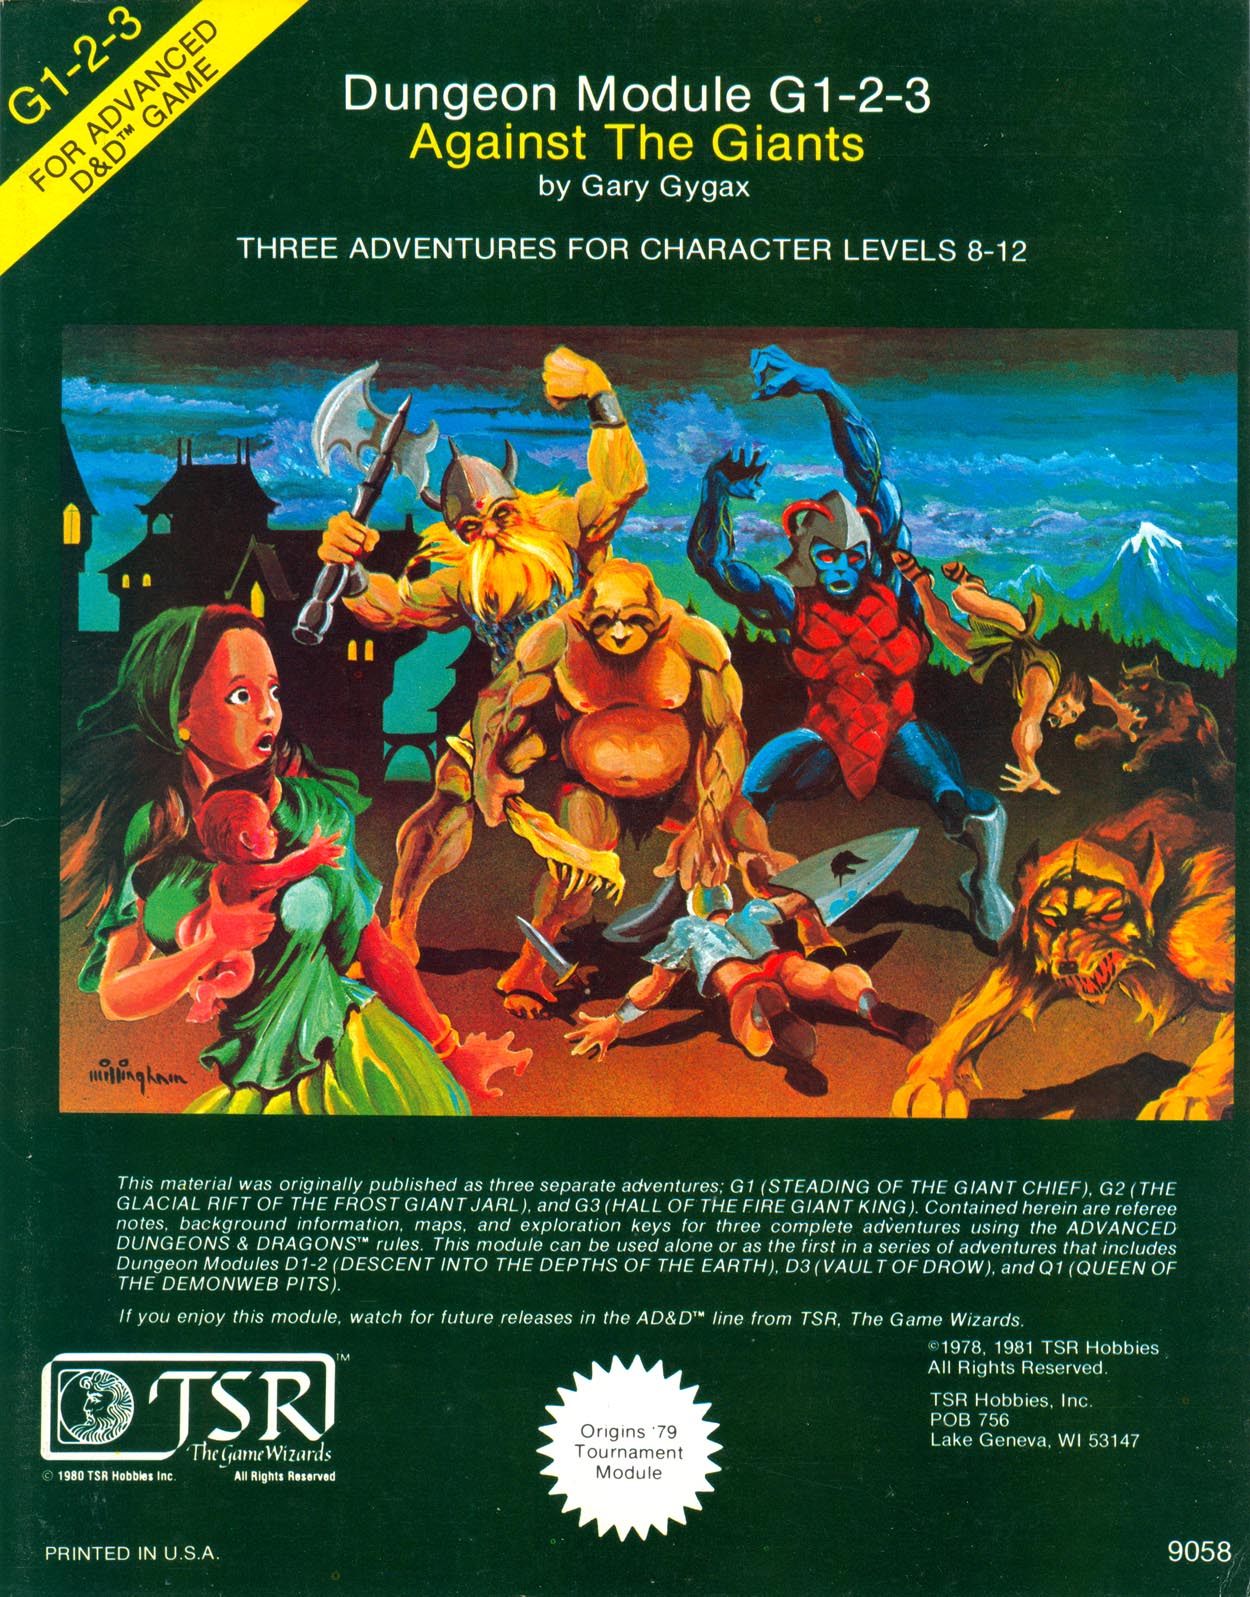 G1-2-3
FOR ADVANCED
D&D™ GAME
Dungeon Module G1-2-3
Against The Giants
by Gary Gygax
THREE ADVENTURES FOR CHARACTER LEVELS 8-12
millingham
This material was originally published as three separate adventures; G1 (STEADING OF THE GIANT CHIEF), G2 (THE
GLACIAL RIFT OF THE FROST GIANT JARL), and G3 (HALL OF THE FIRE GIANT KING). Contained herein are referee
notes, background information, maps, and exploration keys for three complete adventures using the ADVANCED
DUNGEONS & DRAGONS™ rules. This module can be used alone or as the first in a series of adventures that includes
Dungeon Modules D1-2 (DESCENT INTO THE DEPTHS OF THE EARTH), D3 (VAULT OF DROW), and Q1 (QUEEN OF
THE DEMONWEB PITS).
If you enjoy this module, watch for future releases in the AD&D™ line from TSR, The Game Wizards.
©1978, 1981 TSR Hobbies
All Rights Reserved.
TSR Hobbies, Inc.
POB 756
Lake Geneva, WI 53147
TSR™
The Game Wizards
© 1980 TSR Hobbies Inc. All Rights Reserved
Origins '79
Tournament
Module
PRINTED IN U.S.A.
9058